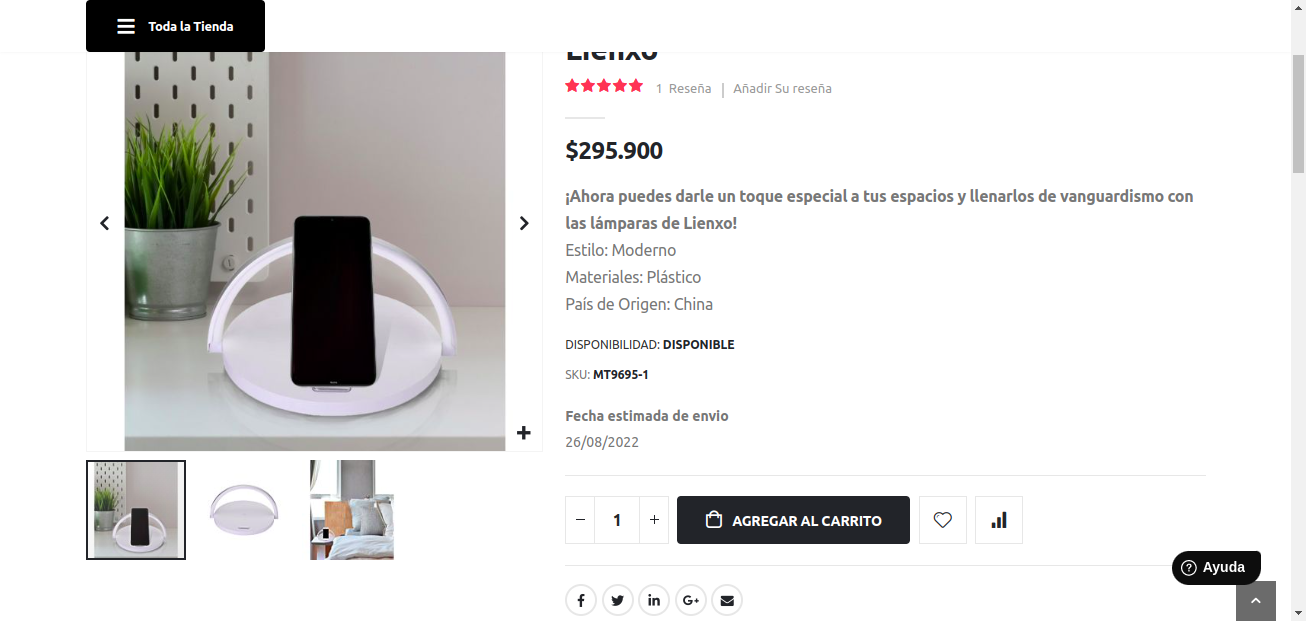 Toda la Tienda
Lienxo
1 Reseña | Añadir Su reseña
$295.900
¡Ahora puedes darle un toque especial a tus espacios y llenarlos de vanguardismo con
las lámparas de Lienxo!
Estilo: Moderno
Materiales: Plástico
País de Origen: China
DISPONIBILIDAD: DISPONIBLE
SKU: MT9695-1
Fecha estimada de envio
26/08/2022
− 1 + AGREGAR AL CARRITO
Ayuda